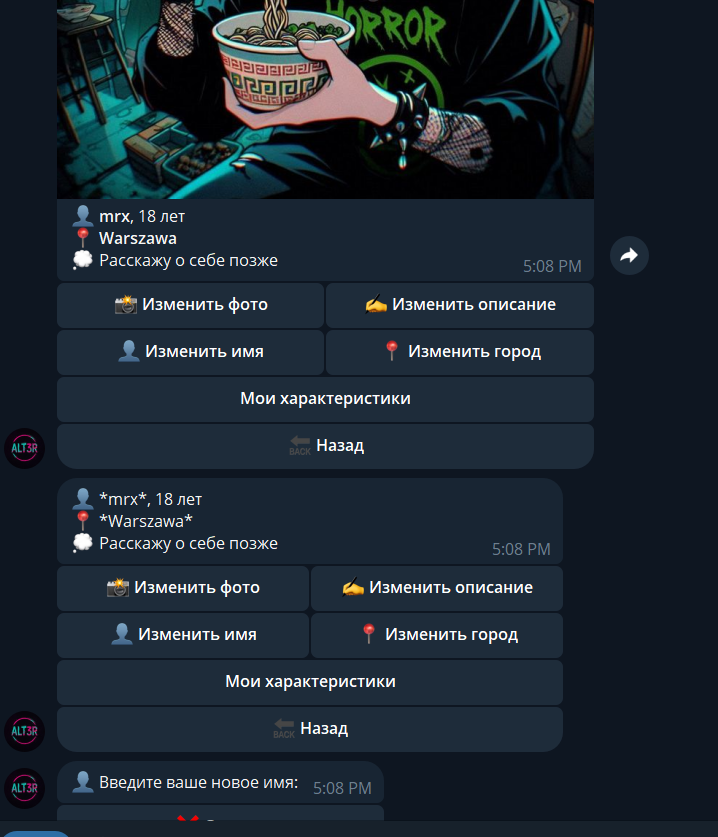 HORROR
👤 mrx, 18 лет
📍 Warszawa
💭 Расскажу о себе позже
5:08 PM
📸 Изменить фото
✍️ Изменить описание
👤 Изменить имя
📍 Изменить город
Мои характеристики
🔙 Назад
ALT3R
👤 *mrx*, 18 лет
📍 *Warszawa*
💭 Расскажу о себе позже
5:08 PM
📸 Изменить фото
✍️ Изменить описание
👤 Изменить имя
📍 Изменить город
Мои характеристики
🔙 Назад
ALT3R
👤 Введите ваше новое имя:
5:08 PM
ALT3R